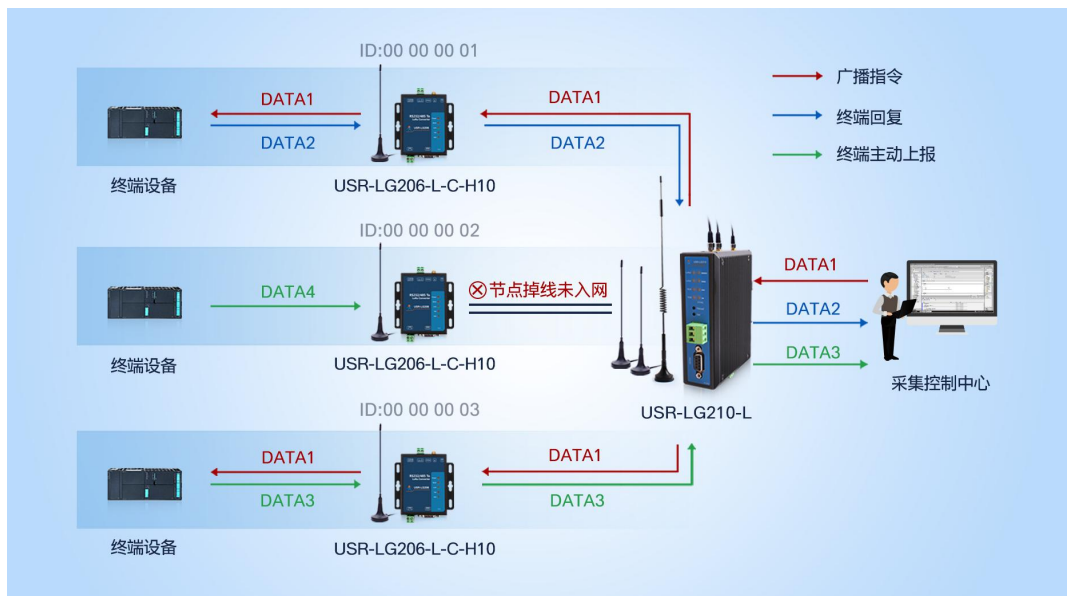 ID:00 00 00 01
广播指令
DATA1
DATA1
终端回复
DATA2
DATA2
终端主动上报
终端设备
USR-LG206-L-C-H10
ID:00 00 00 02
DATA4
节点掉线未入网
DATA1
DATA2
DATA3
终端设备
USR-LG206-L-C-H10
采集控制中心
USR-LG210-L
ID:00 00 00 03
DATA1
DATA1
DATA3
DATA3
终端设备
USR-LG206-L-C-H10